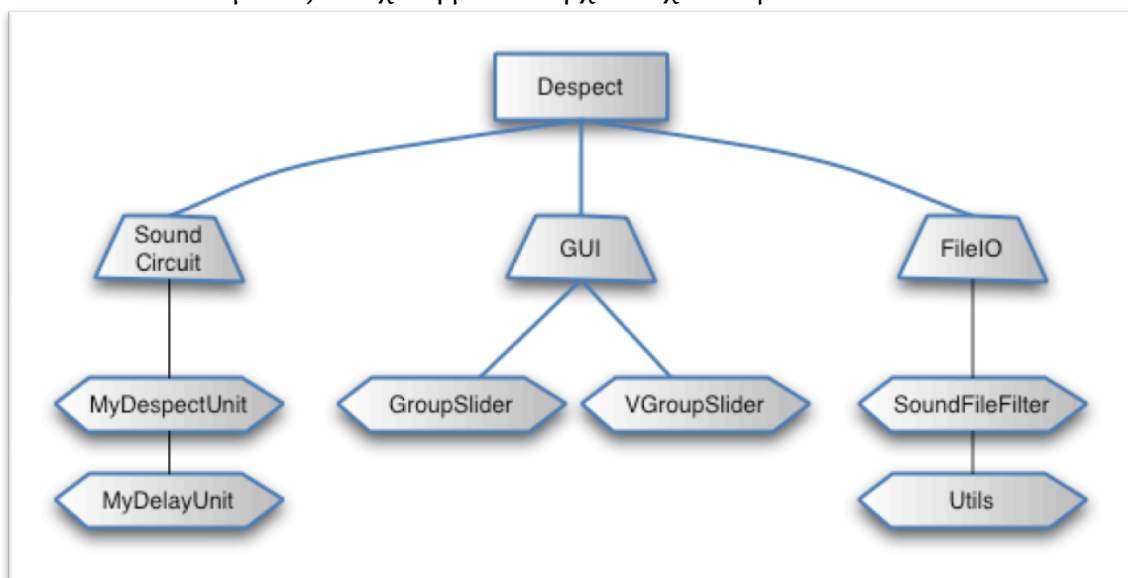 Despect
Sound
Circuit
GUI
FileIO
MyDespectUnit
GroupSlider
VGroupSlider
SoundFileFilter
MyDelayUnit
Utils